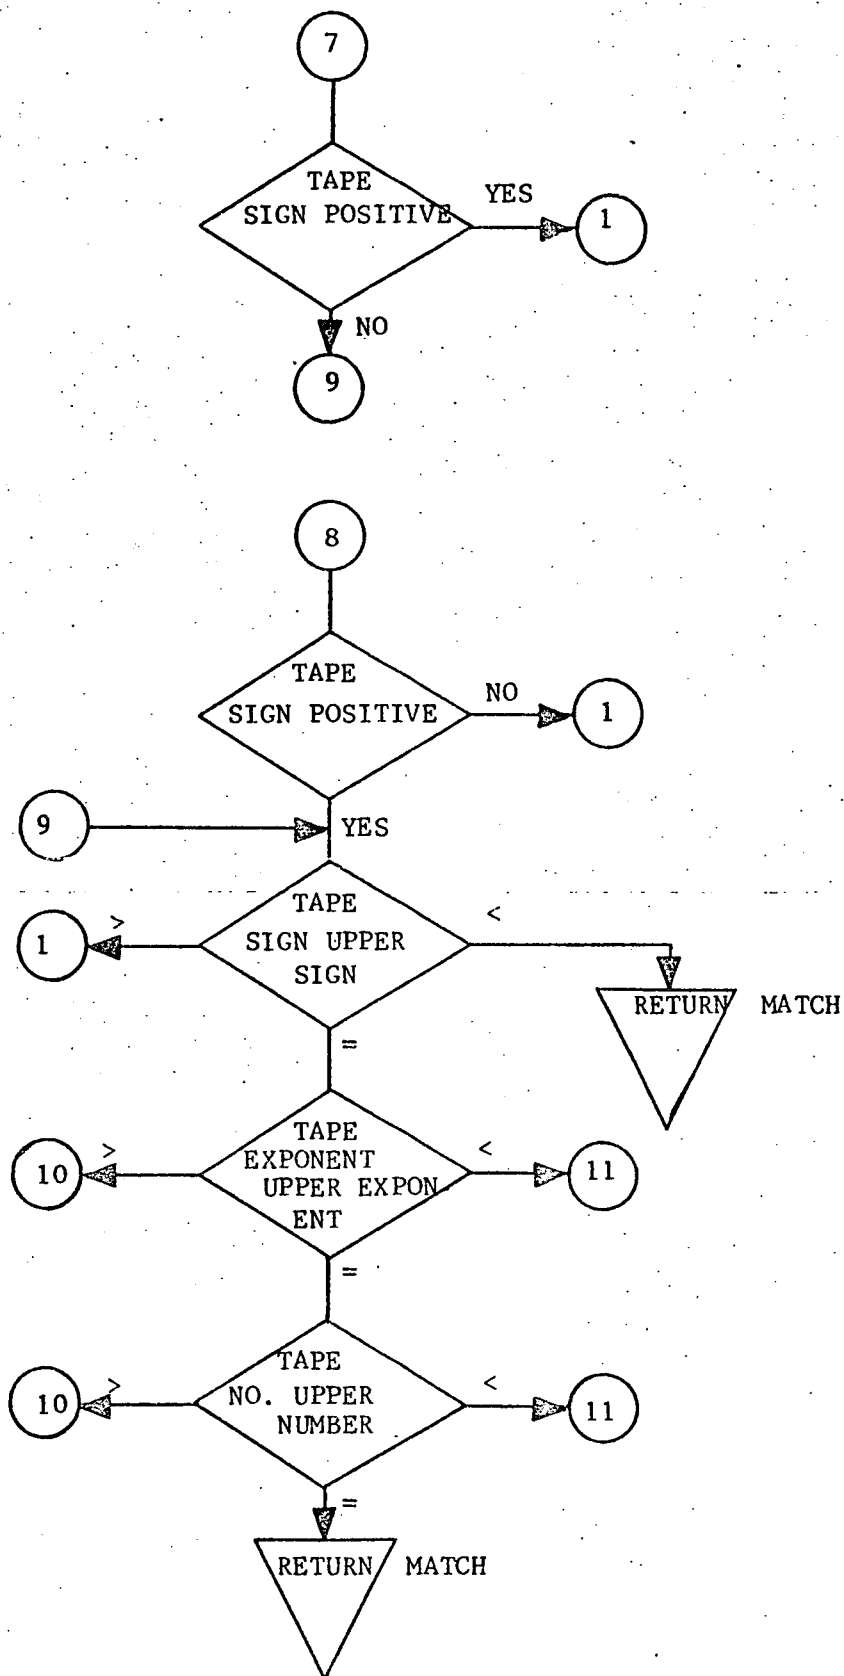 7
TAPE
SIGN POSITIVE
YES
1
NO
9
8
TAPE
SIGN POSITIVE
NO
1
9
YES
TAPE
SIGN UPPER
SIGN
>
1
<
RETURN MATCH
=
TAPE
EXPONENT
UPPER EXPON
ENT
>
10
<
11
=
TAPE
NO. UPPER
NUMBER
>
10
<
11
=
RETURN MATCH